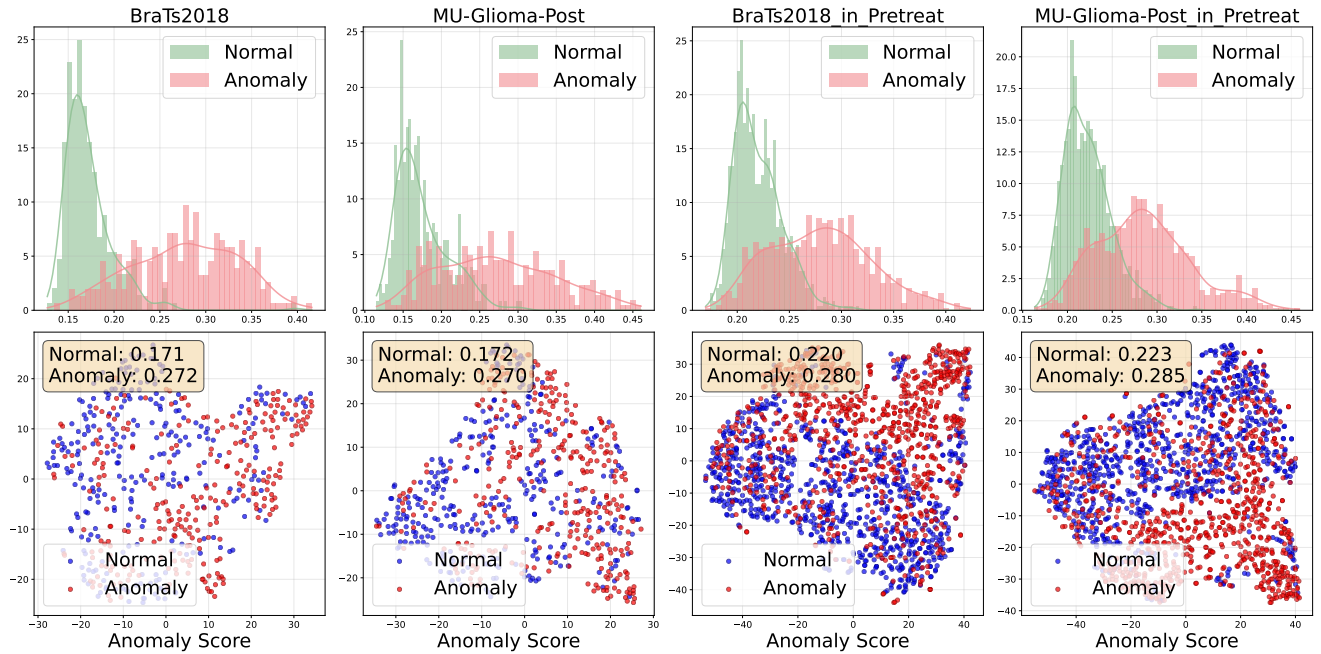 BraTs2018
MU-Glioma-Post
BraTs2018_in_Pretreat
MU-Glioma-Post_in_Pretreat
Normal
Anomaly
Normal
Anomaly
Normal
Anomaly
Normal
Anomaly
25
20
15
10
5
0
0.15 0.20 0.25 0.30 0.35 0.40
25
20
15
10
5
0
0.10 0.15 0.20 0.25 0.30 0.35 0.40 0.45
25
20
15
10
5
0
0.20 0.25 0.30 0.35 0.40
20.0
17.5
15.0
12.5
10.0
7.5
5.0
2.5
0.0
0.15 0.20 0.25 0.30 0.35 0.40 0.45
Normal: 0.171
Anomaly: 0.272
20
10
0
−10
−20
Normal
Anomaly
−30 −20 −10 0 10 20 30
Anomaly Score
Normal: 0.172
Anomaly: 0.270
30
20
10
0
−10
−20
Normal
Anomaly
−30 −20 −10 0 10 20 30
Anomaly Score
Normal: 0.220
Anomaly: 0.280
30
20
10
0
−10
−20
−30
−40
Normal
Anomaly
−40 −20 0 20 40
Anomaly Score
Normal: 0.223
Anomaly: 0.285
40
30
20
10
0
−10
−20
−30
−40
Normal
Anomaly
−40 −20 0 20 40
Anomaly Score